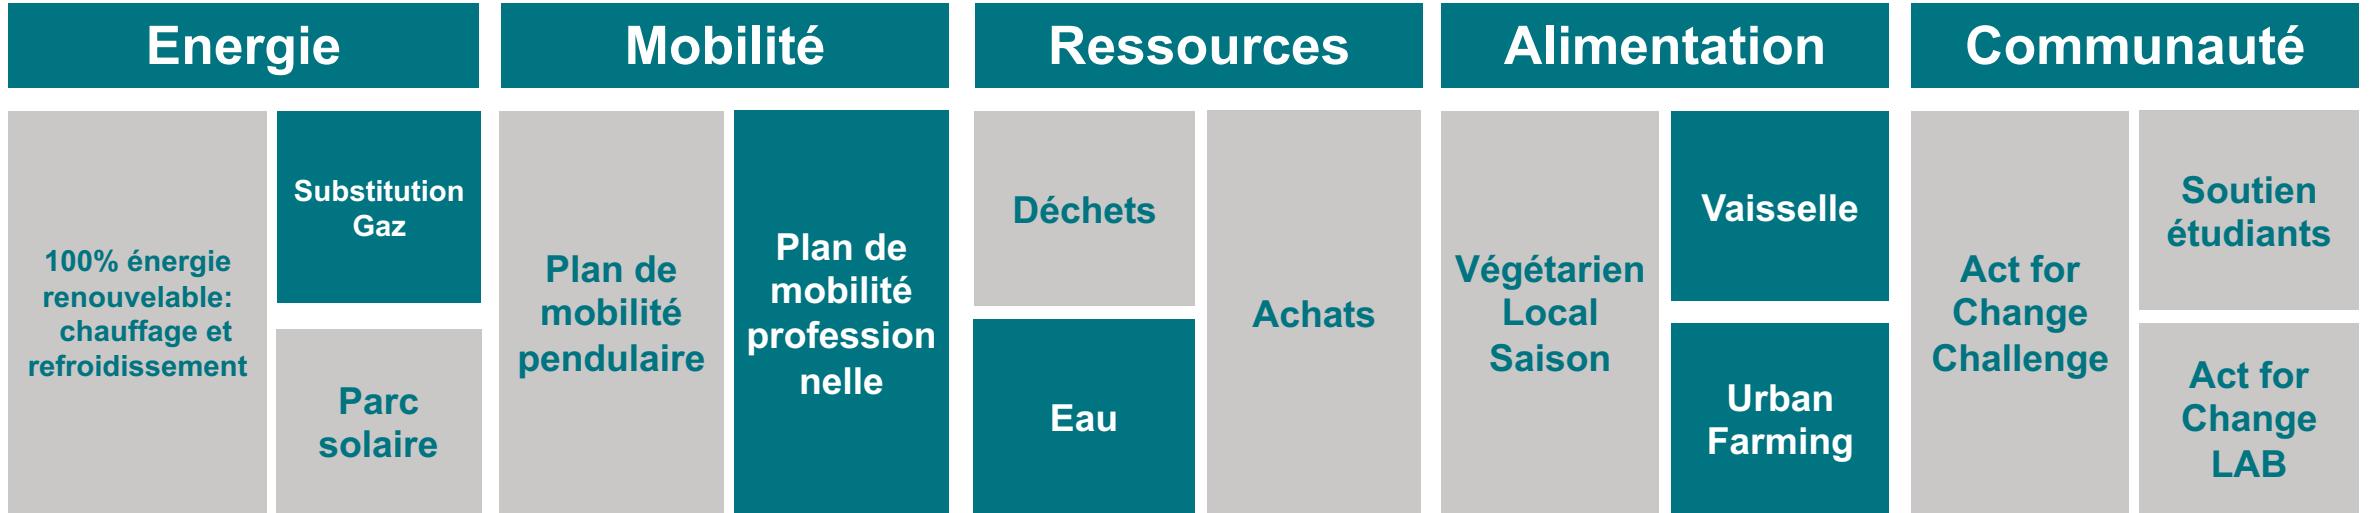 Energie
Mobilité
Ressources
Alimentation
Communauté
100% énergie
renouvelable:
chauffage et
refroidissement
Substitution
Gaz
Parc
solaire
Plan de
mobilité
pendulaire
Plan de
mobilité
profession
nelle
Déchets
Eau
Achats
Végétarien
Local
Saison
Vaisselle
Urban
Farming
Act for
Change
Challenge
Soutien
étudiants
Act for
Change
LAB